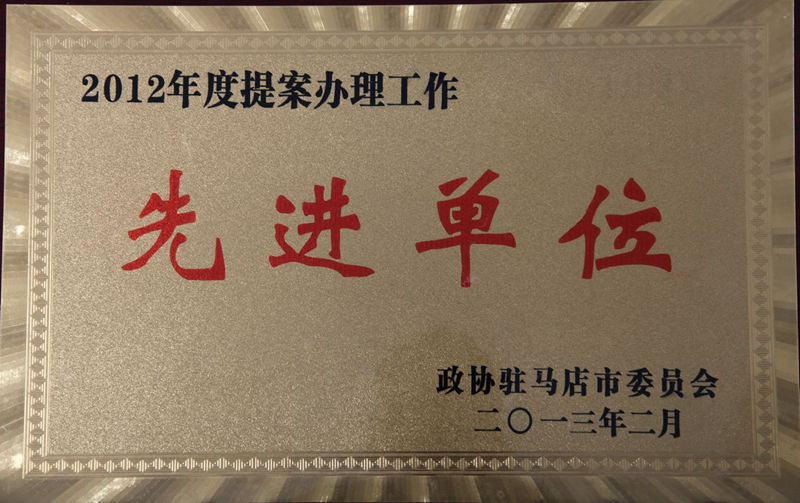 2012年度提案办理工作
先进单位
政协驻马店市委员会
二〇一三年二月